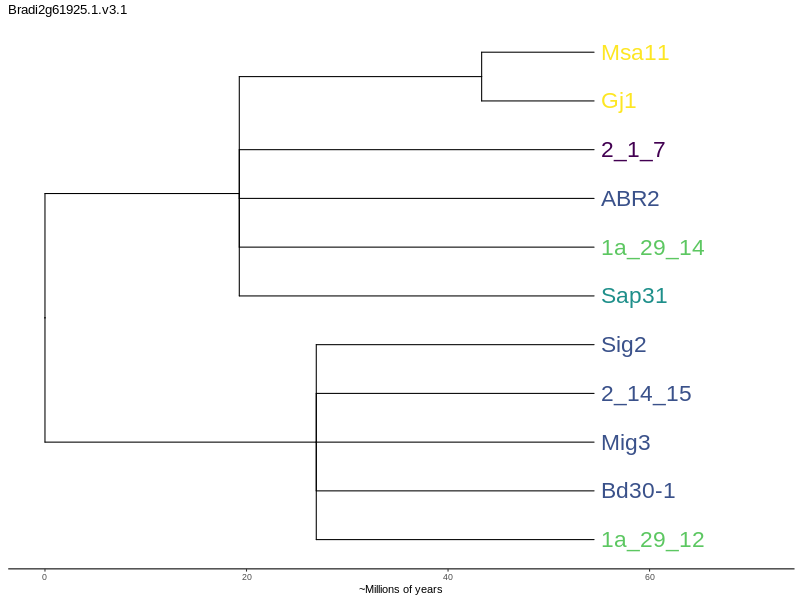 Bradi2g61925.1.v3.1
Msa11
Gj1
2_1_7
ABR2
1a_29_14
Sap31
Sig2
2_14_15
Mig3
Bd30-1
1a_29_12
0 20 40 60
~Millions of years